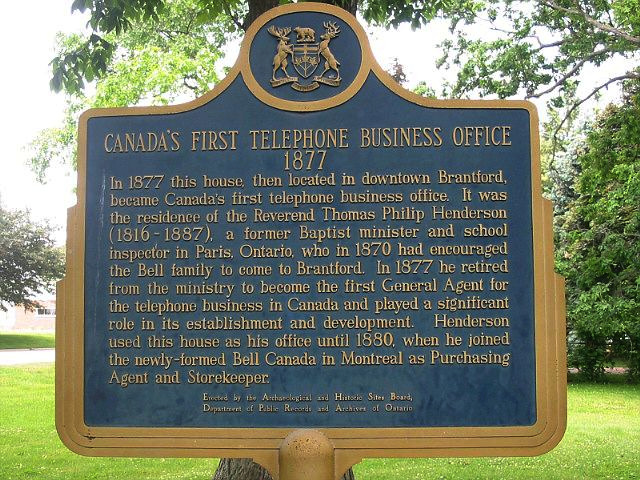 CANADA'S FIRST TELEPHONE BUSINESS OFFICE
1877
In 1877 this house, then located in downtown Brantford,
became Canada's first telephone business office. It was
the residence of the Reverend Thomas Philip Henderson
(1816-1887), a former Baptist minister and school
inspector in Paris, Ontario, who in 1870 had encouraged
the Bell family to come to Brantford. In 1877 he retired
from the ministry to become the first General Agent for
the telephone business in Canada and played a significant
role in its establishment and development. Henderson
used this house as his office until 1880, when he joined
the newly-formed Bell Canada in Montreal as Purchasing
Agent and Storekeeper.
Erected by the Archaeological and Historic Sites Board,
Department of Public Records and Archives of Ontario